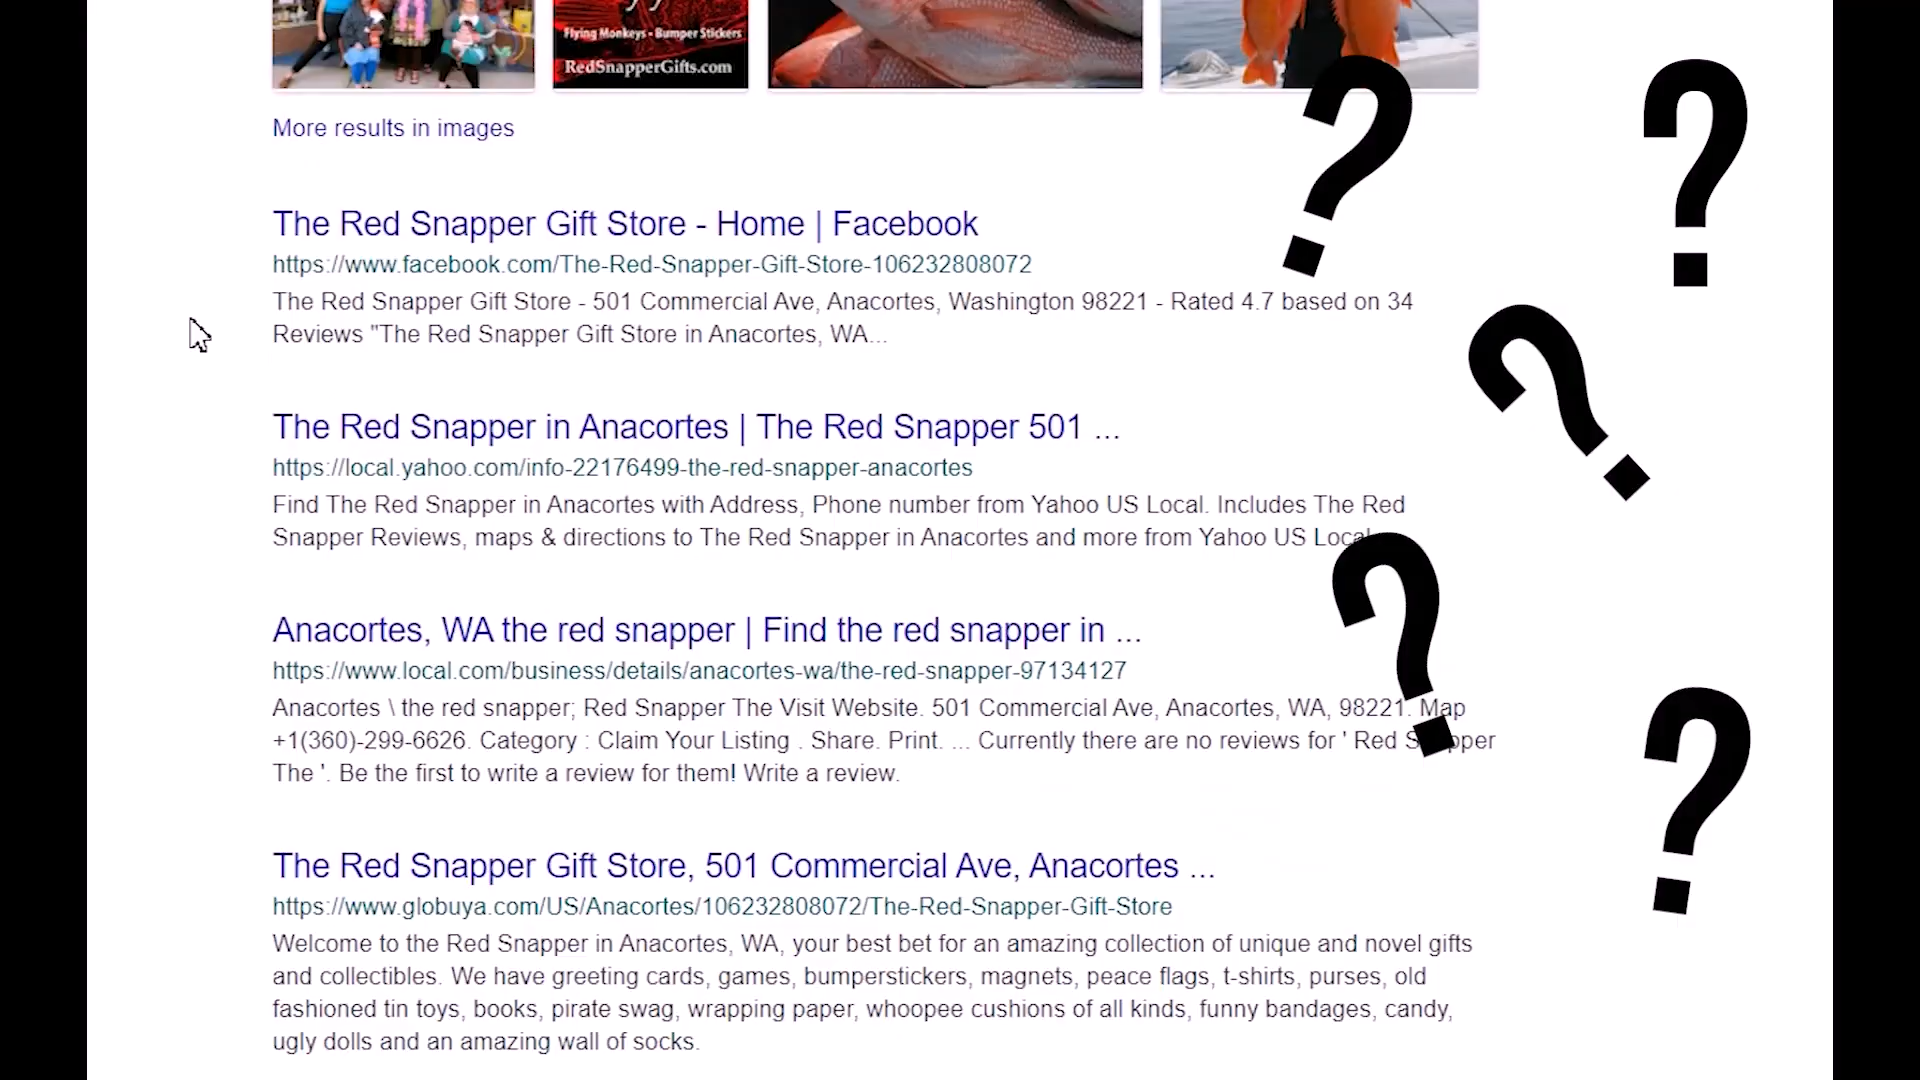 Flying Monkeys - Bumper Stickers
RedSnapperGifts.com
More results in images
The Red Snapper Gift Store - Home | Facebook
https://www.facebook.com/The-Red-Snapper-Gift-Store-106232808072
The Red Snapper Gift Store - 501 Commercial Ave, Anacortes, Washington 98221 - Rated 4.7 based on 34
Reviews "The Red Snapper Gift Store in Anacortes, WA...
The Red Snapper in Anacortes | The Red Snapper 501 ...
https://local.yahoo.com/info-22176499-the-red-snapper-anacortes
Find The Red Snapper in Anacortes with Address, Phone number from Yahoo US Local. Includes The Red
Snapper Reviews, maps & directions to The Red Snapper in Anacortes and more from Yahoo US Local
Anacortes, WA the red snapper | Find the red snapper in ...
https://www.local.com/business/details/anacortes-wa/the-red-snapper-97134127
Anacortes \ the red snapper; Red Snapper The Visit Website. 501 Commercial Ave, Anacortes, WA, 98221. Map
+1(360)-299-6626. Category : Claim Your Listing . Share. Print. ... Currently there are no reviews for ' Red Snapper
The '. Be the first to write a review for them! Write a review.
The Red Snapper Gift Store, 501 Commercial Ave, Anacortes ...
https://www.globuya.com/US/Anacortes/106232808072/The-Red-Snapper-Gift-Store
Welcome to the Red Snapper in Anacortes, WA, your best bet for an amazing collection of unique and novel gifts
and collectibles. We have greeting cards, games, bumperstickers, magnets, peace flags, t-shirts, purses, old
fashioned tin toys, books, pirate swag, wrapping paper, whoopee cushions of all kinds, funny bandages, candy,
ugly dolls and an amazing wall of socks.
?
?
?
?
?